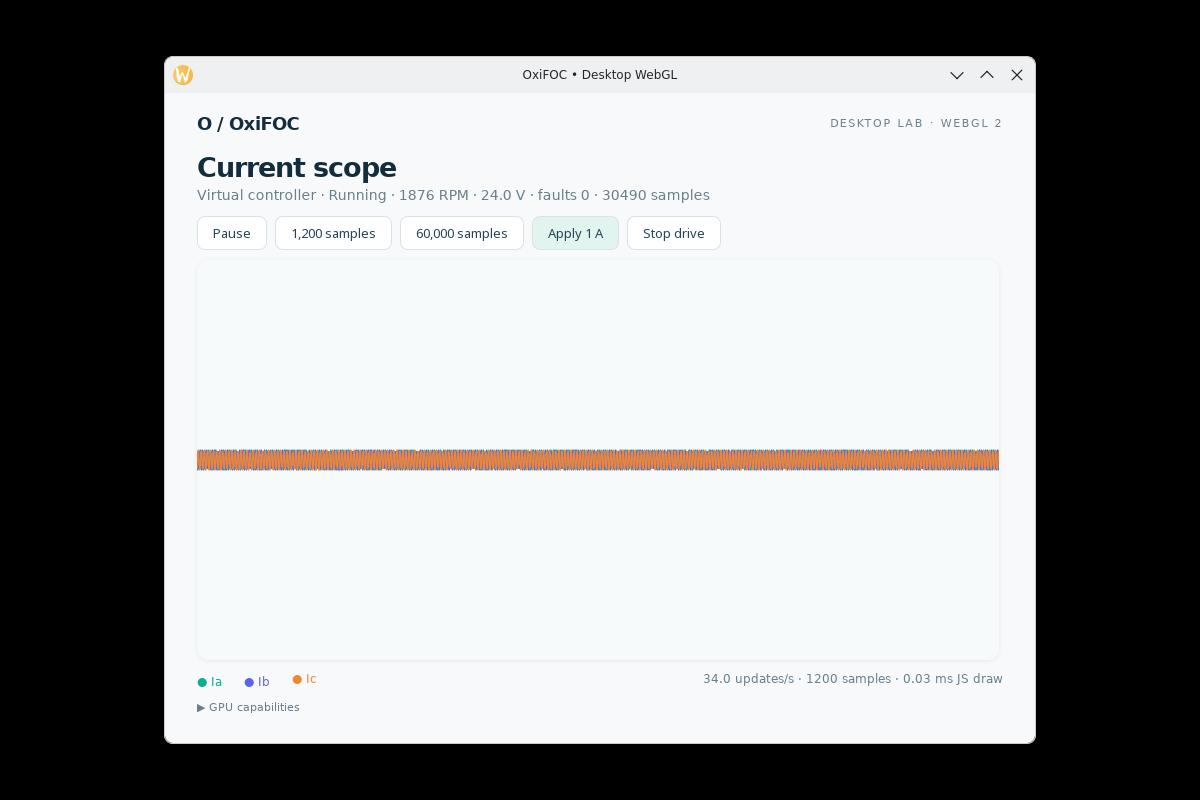 OxiFOC • Desktop WebGL
O / OxiFOC
DESKTOP LAB · WEBGL 2
Current scope
Virtual controller · Running · 1876 RPM · 24.0 V · faults 0 · 30490 samples
Pause 1,200 samples 60,000 samples Apply 1 A Stop drive
● Ia ● Ib ● Ic
34.0 updates/s · 1200 samples · 0.03 ms JS draw
▶ GPU capabilities